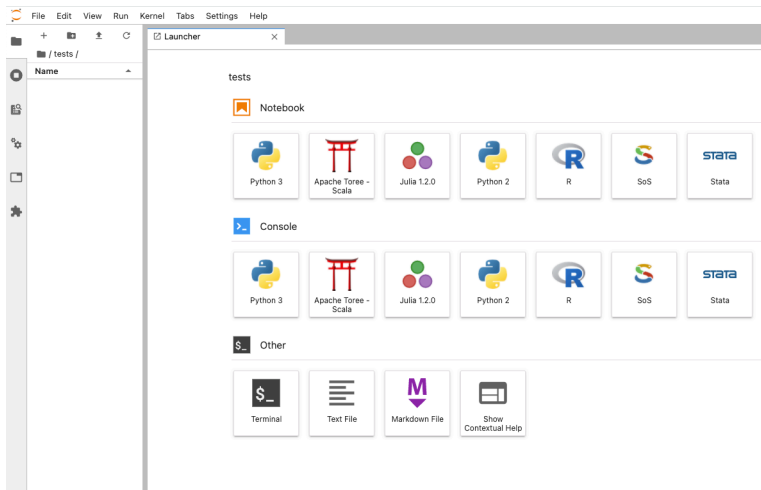 File Edit View Run Kernel Tabs Settings Help
Launcher
/ tests /
Name
tests
Notebook
Python 3
Apache Toree -
Scala
Julia 1.2.0
Python 2
R
SoS
Stata
STaTa
Console
Python 3
Apache Toree -
Scala
Julia 1.2.0
Python 2
R
SoS
Stata
STaTa
$_ Other
$_
Terminal
Text File
M
Markdown File
Show
Contextual Help